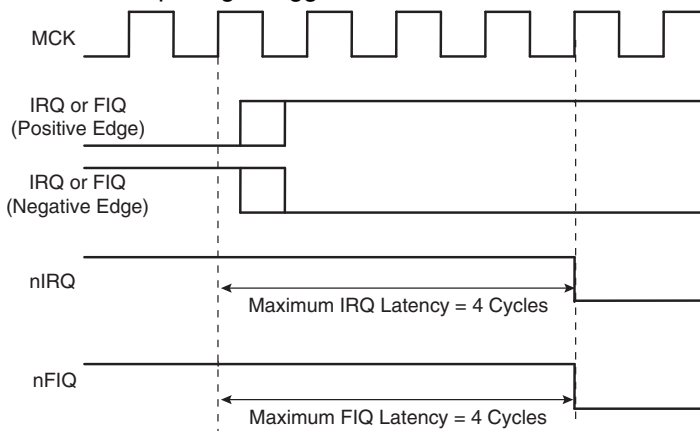 MCK
IRQ or FIQ
(Positive Edge)
IRQ or FIQ
(Negative Edge)
nIRQ
Maximum IRQ Latency = 4 Cycles
nFIQ
Maximum FIQ Latency = 4 Cycles